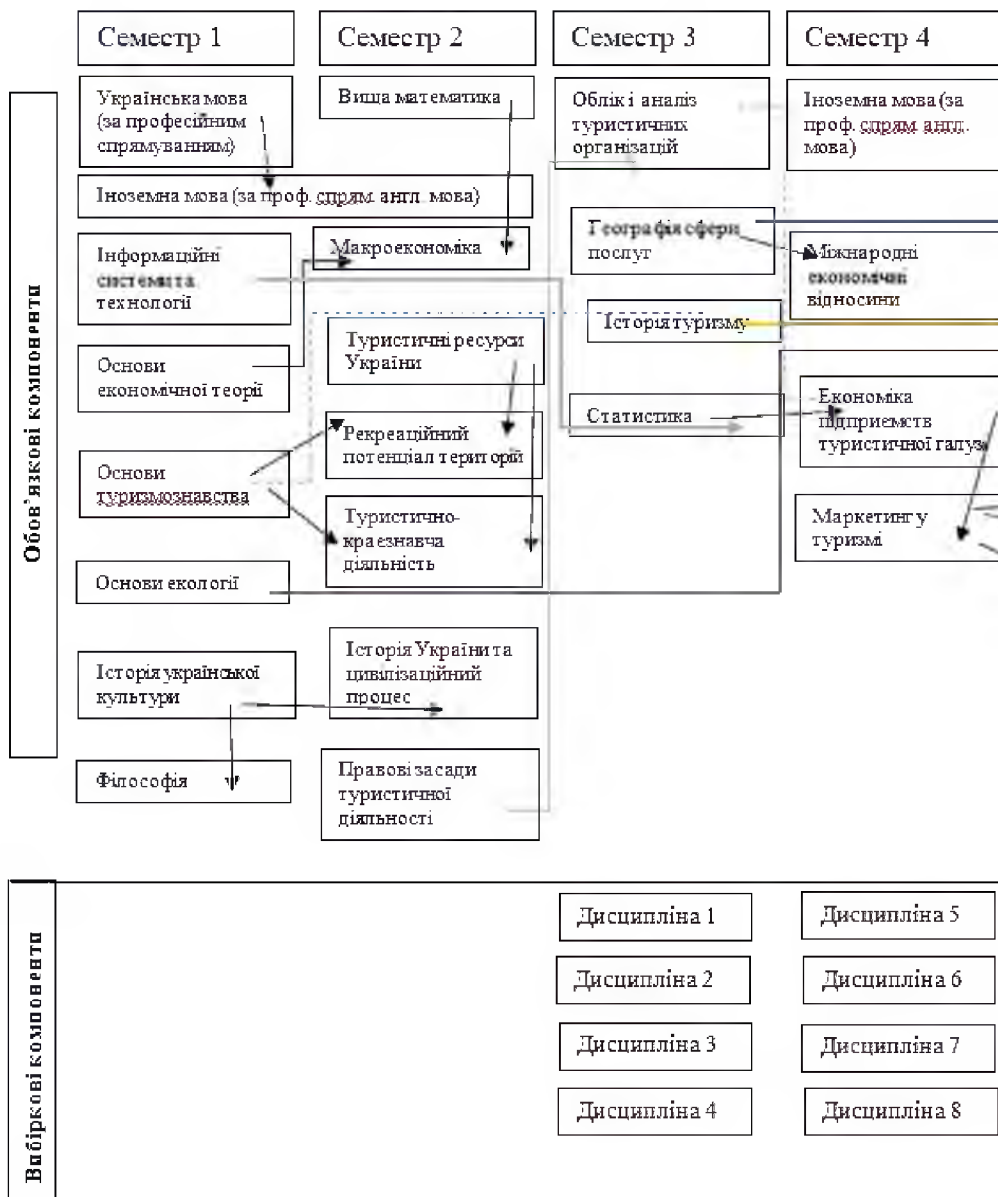 Семестр 1
Семестр 2
Семестр 3
Семестр 4
Обов’язкові компоненти
Українська мова
(за професійним
спрямуванням)
Вища математика
Облік і аналіз
туристичних
організацій
Іноземна мова (за
проф. спрям. англ.
мова)
Іноземна мова (за проф. спрям. англ. мова)
Інформаційні
системи та
технології
Макроекономіка
Географія сфери
послуг
Міжнародні
економічні
відносини
Історія туризму
Основи
економічної теорії
Туристичні ресурси
України
Статистика
Економіка
підприємств
туристичної галузі
Рекреаційний
потенціал територій
Основи
туризмознавства
Туристично-
краєзнавча
діяльність
Маркетинг у
туризмі
Основи екології
Історія української
культури
Історія України та
цивілізаційний
процес
Філософія
Правові засади
туристичної
діяльності
Вибіркові компоненти
Дисципліна 1
Дисципліна 5
Дисципліна 2
Дисципліна 6
Дисципліна 3
Дисципліна 7
Дисципліна 4
Дисципліна 8